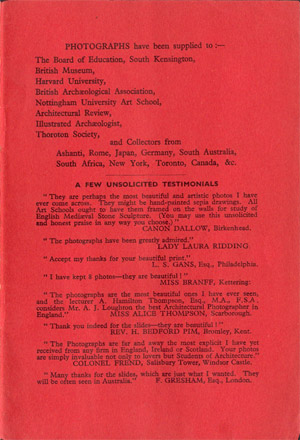 PHOTOGRAPHS have been supplied to :—
The Board of Education, South Kensington,
British Museum,
Harvard University,
British Archæological Association,
Nottingham University Art School,
Architectural Review,
Illustrated Archæologist,
Thoroton Society,
and Collectors from
Ashanti, Rome, Japan, Germany, South Australia,
South Africa, New York, Toronto, Canada, &c.
A FEW UNSOLICITED TESTIMONIALS
"They are perhaps the most beautiful and artistic photos I have
ever come across. They might be hand-painted sepia drawings. All
Art Schools ought to have them framed on the walls for study of
English Mediæval Stone Sculpture. (You may use this unsolicited
and honest praise in any way you choose.)"
CANON DALLOW, Birkenhead.
"The photographs have been greatly admired."
LADY LAURA RIDDING.
"Accept my thanks for your beautiful print."
L. S. GANS, Esq., Philadelphia.
"I have kept 8 photos—they are beautiful!"
MISS BRANFF, Kettering.
"The photographs are the most beautiful ones I have ever seen,
and the lecturer A. Hamilton Thompson, Esq., M.A., F.S.A.
considers Mr. A. J. Loughton the best Architectural Photographer in
England." MISS ALICE THOMPSON, Scarborough.
"Thank you indeed for the slides—they are beautiful!"
REV. H. BEDFORD PIM, Bromley, Kent.
"The Photographs are far and away the most explicit I have yet
received from any firm in England, Ireland or Scotland. Your photos
are simply invaluable not only to lovers but Students of Architecture."
COLONEL FREND, Salisbury Tower, Windsor Castle.
"Many thanks for the slides, which are just what I wanted. They
will be often seen in Australia." F. GRESHAM, Esq., London.